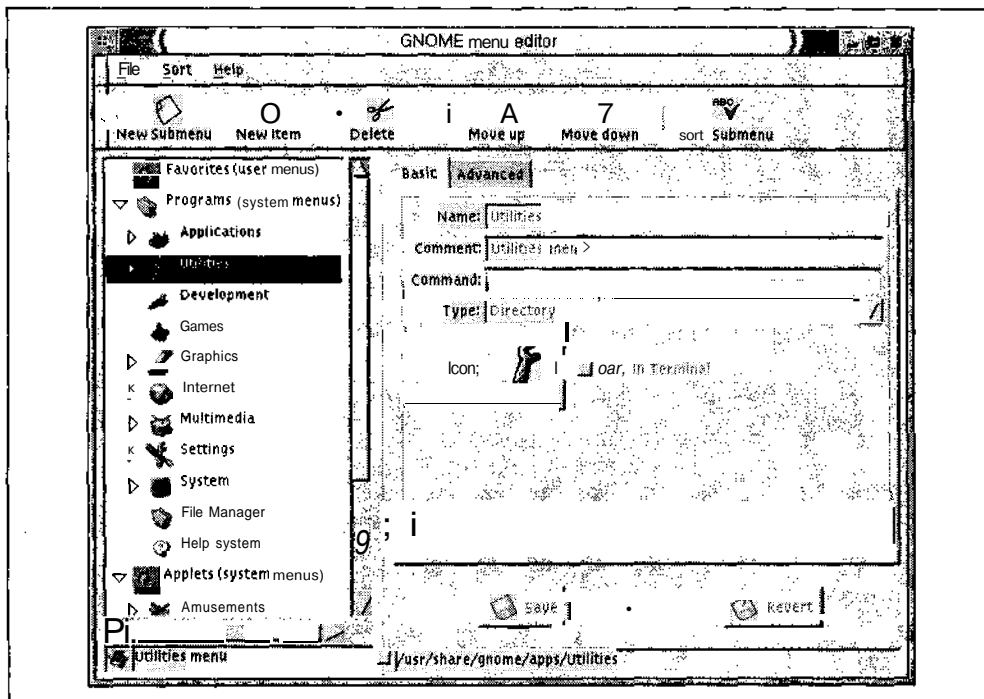 GNOME menu editor
File Sort Help
New Submenu New Item Delete Move up Move down sort Submenu
Favorites (user menus)
Programs (system menus)
Applications
Utilities
Development
Games
Graphics
Internet
Multimedia
Settings
System
File Manager
Help system
Applets (system menus)
Amusements
Basic Advanced
Name: Utilities
Comment: Utilities menu
Command:
Type: Directory
Icon; in Terminal
Save Revert
Utilities menu /usr/share/gnome/apps/Utilities